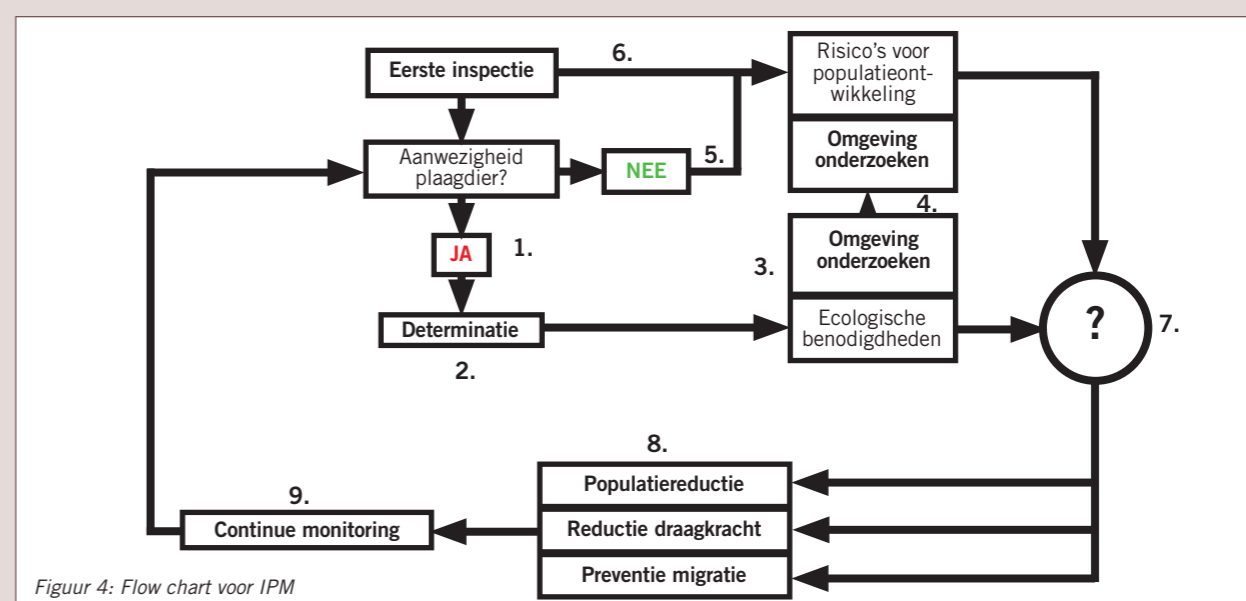 Eerste inspectie
6.
Risico's voor
populatieont-
wikkeling
Omgeving
onderzoeken
Aanwezigheid
plaagdier?
NEE
5.
4.
JA
1.
3.
Omgeving
onderzoeken
Ecologische
benodigdheden
Determinatie
2.
?
7.
8.
Populatiereductie
Reductie draagkracht
Preventie migratie
9.
Continue monitoring
Figuur 4: Flow chart voor IPM